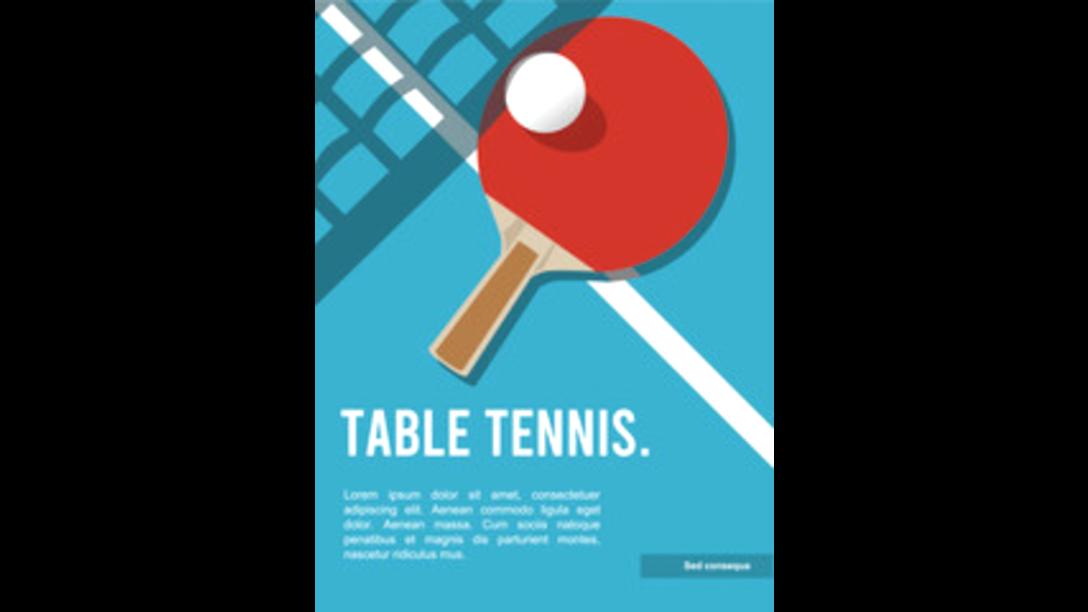 TABLE TENNIS.
Lorem ipsum dolor sit amet, consectetuer
adipiscing elit. Aenean commodo ligula eget
dolor. Aenean massa. Cum sociis natoque
penatibus et magnis dis parturient montes,
nascetur ridiculus mus.
Sed consequa